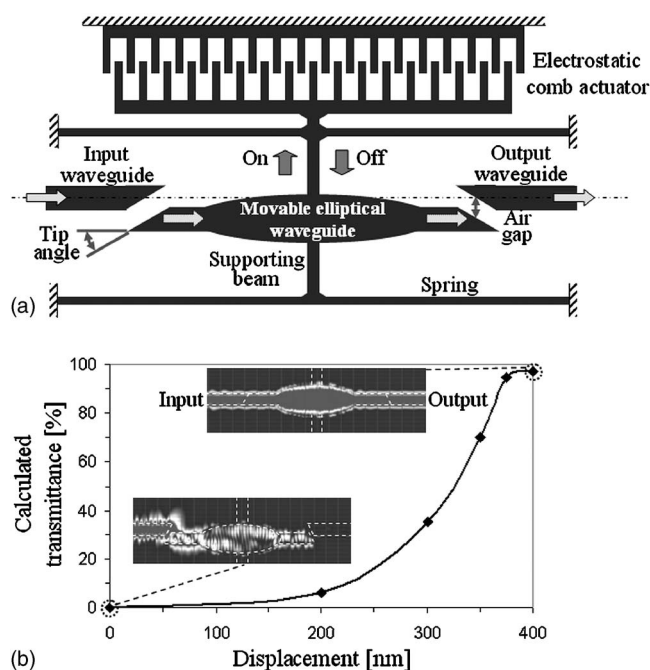 Electrostatic
comb actuator
Input
waveguide
On
Off
Output
waveguide
Movable elliptical
waveguide
Tip
angle
Air
gap
Supporting
beam
Spring
(a)
100
80
60
40
20
0
Calculated
transmittance [%]
Input
Output
0
100
200
300
400
Displacement [nm]
(b)